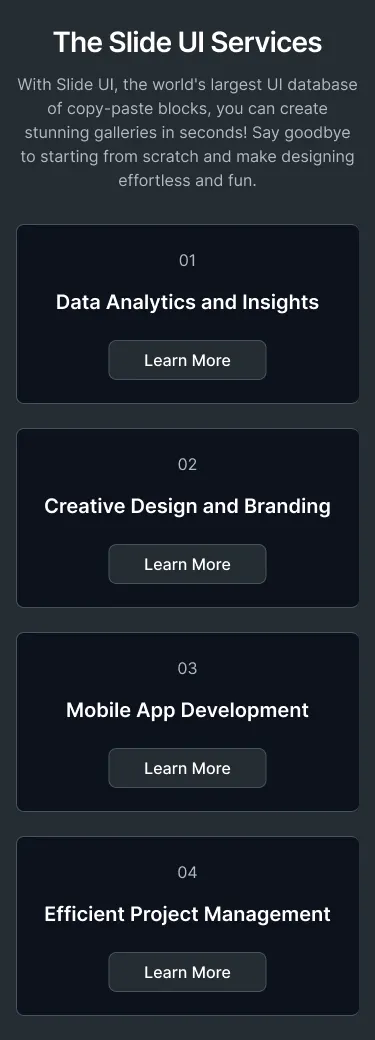 The Slide UI Services
With Slide UI, the world's largest UI database
of copy-paste blocks, you can create
stunning galleries in seconds! Say goodbye
to starting from scratch and make designing
effortless and fun.
01
Data Analytics and Insights
Learn More
02
Creative Design and Branding
Learn More
03
Mobile App Development
Learn More
04
Efficient Project Management
Learn More